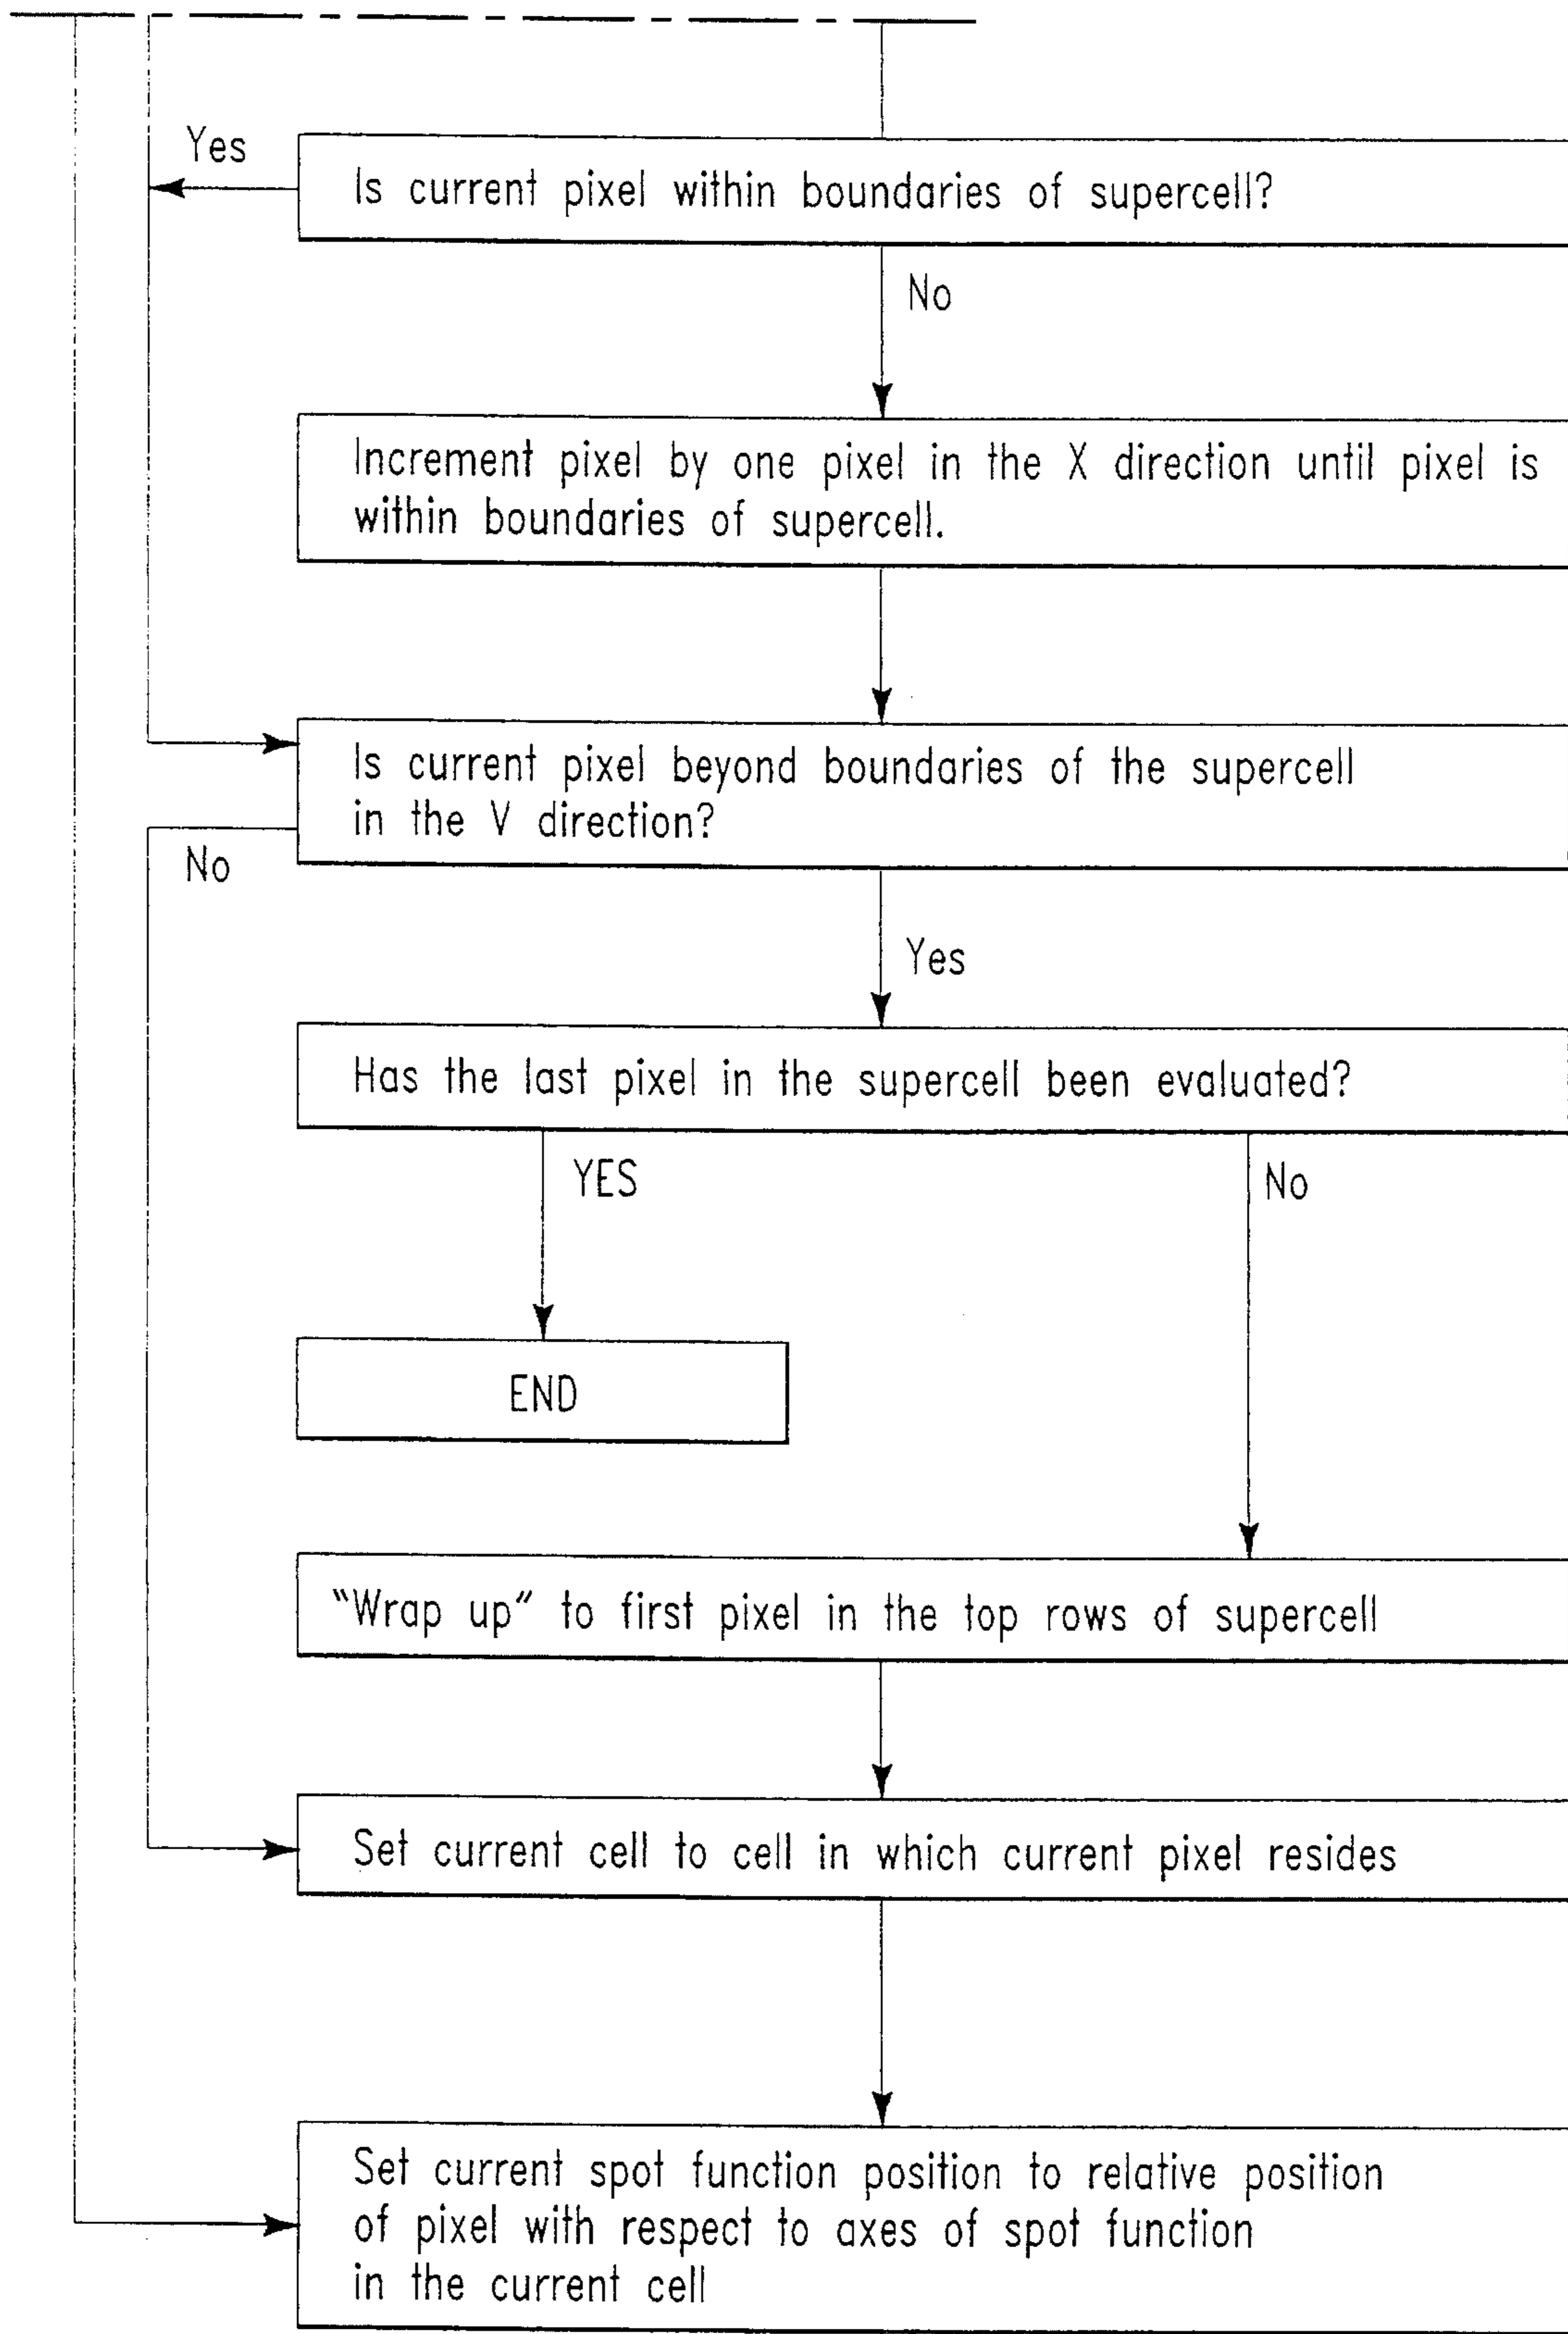 Yes
Is current pixel within boundaries of supercell?
No
Increment pixel by one pixel in the X direction until pixel is
within boundaries of supercell.
Is current pixel beyond boundaries of the supercell
in the V direction?
No
Yes
Has the last pixel in the supercell been evaluated?
YES
No
END
"Wrap up" to first pixel in the top rows of supercell
Set current cell to cell in which current pixel resides
Set current spot function position to relative position
of pixel with respect to axes of spot function
in the current cell